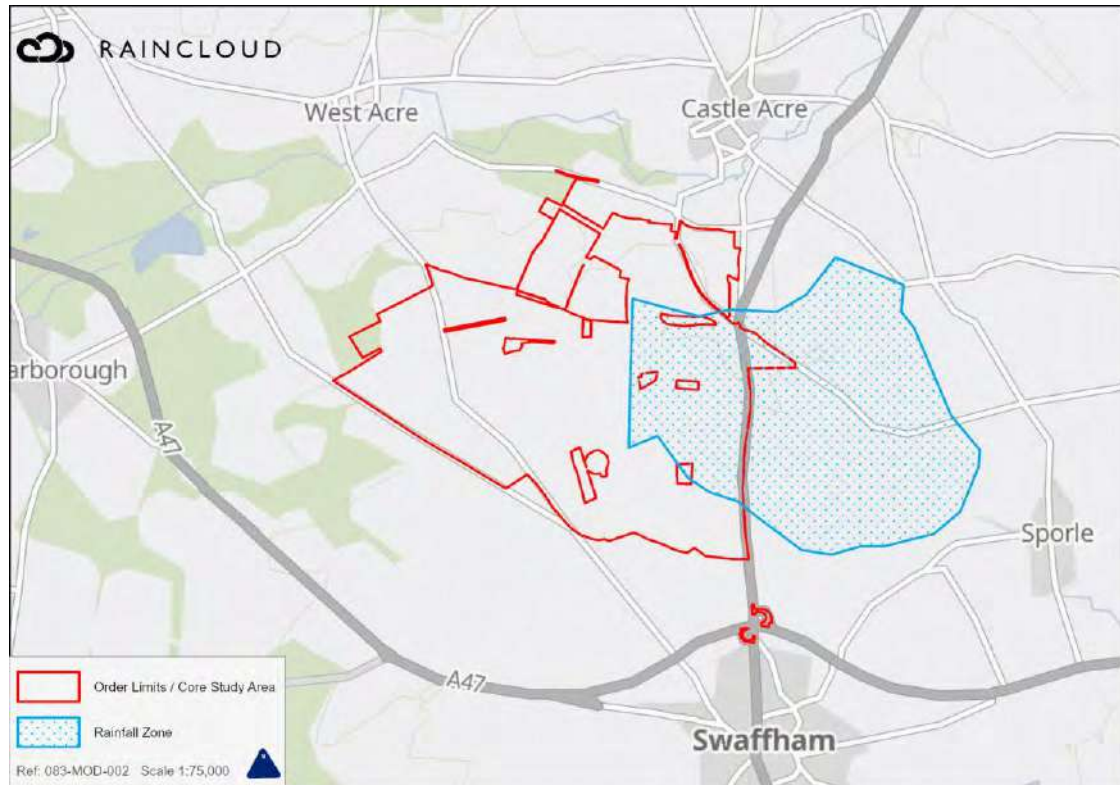 RAINCLOUD
West Acre
Castle Acre
arborough
A47
Sporle
A47
Swaffham
Order Limits / Core Study Area
Rainfall Zone
Ref: 083-MOD-002 Scale 1:75,000